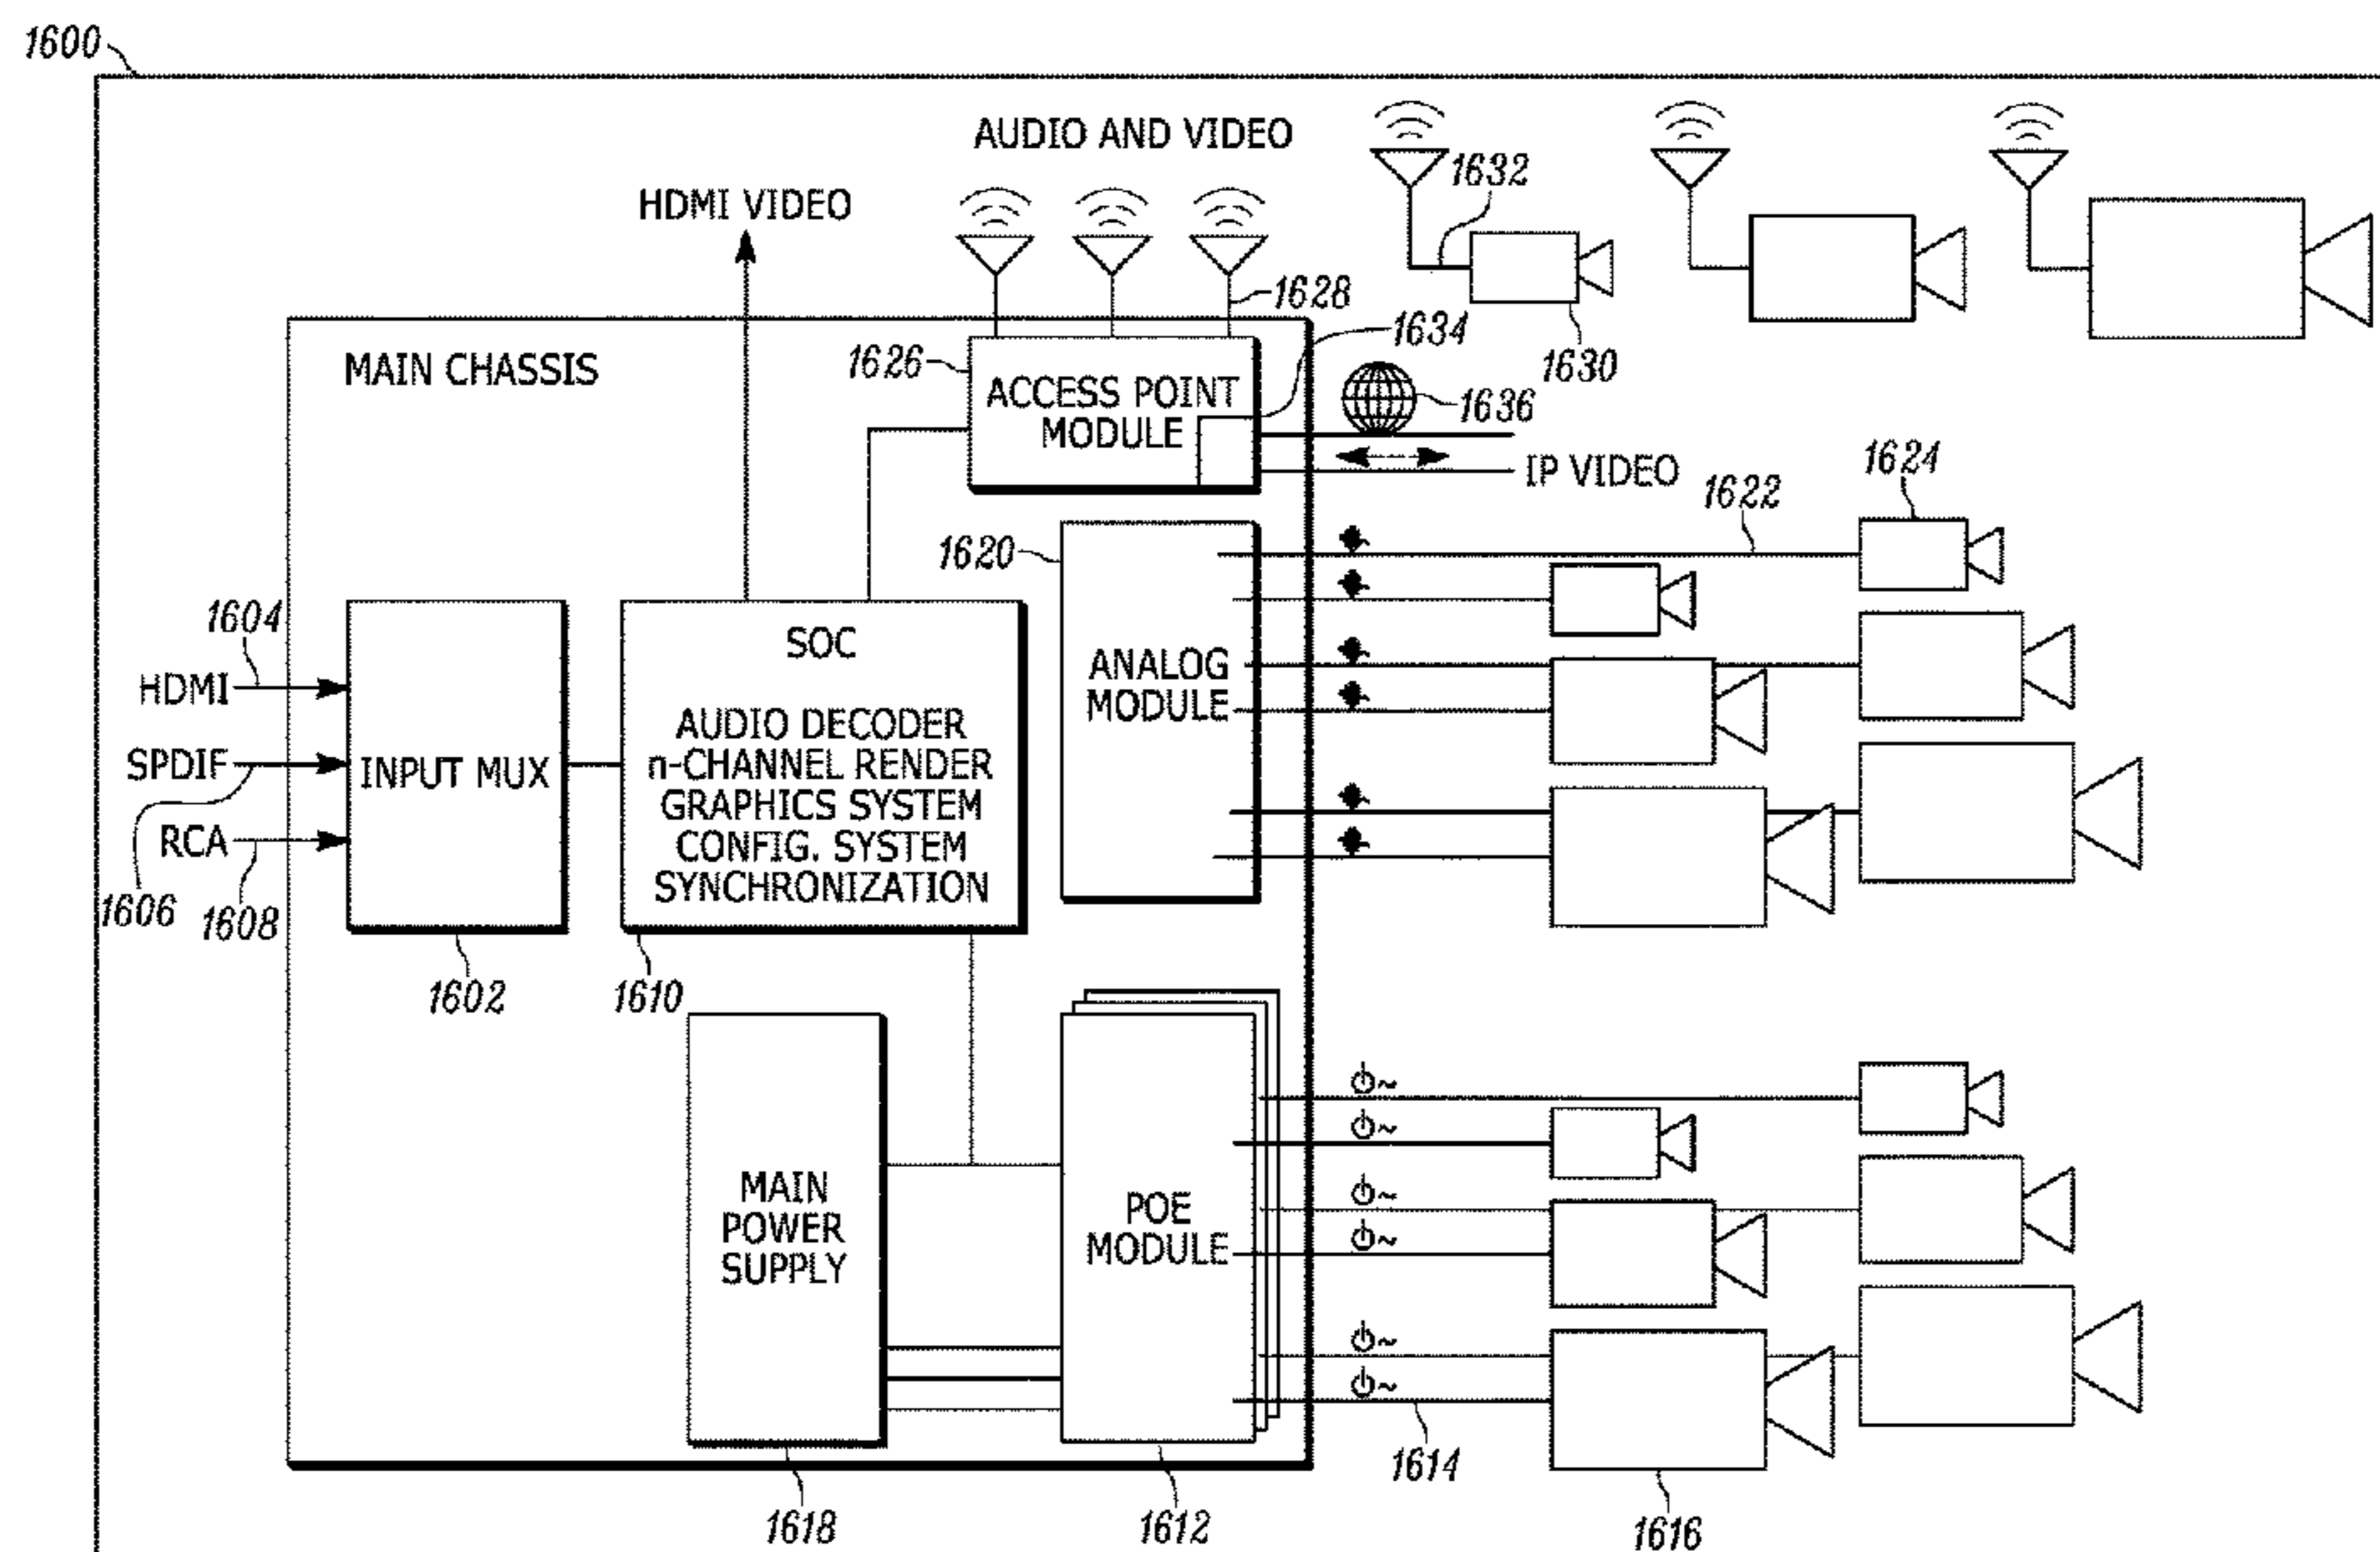 1600
AUDIO AND VIDEO
1632
HDMI VIDEO
1628
1634
1630
MAIN CHASSIS
1626
ACCESS POINT
MODULE
1636
IP VIDEO
1624
1622
1620
1604
SOC
ANALOG
MODULE
HDMI
AUDIO DECODER
n-CHANNEL RENDER
GRAPHICS SYSTEM
CONFIG. SYSTEM
SYNCHRONIZATION
SPDIF
INPUT MUX
RCA
1606
1608
1602
1610
MAIN
POWER
SUPPLY
POE
MODULE
1614
1618
1612
1616